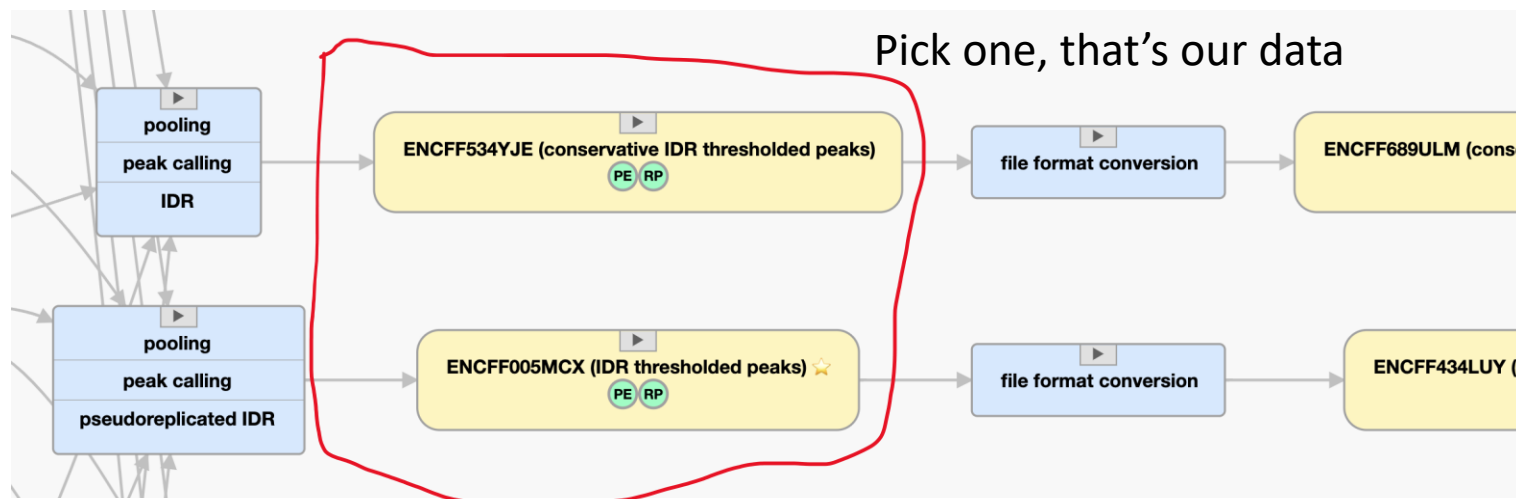 Pick one, that’s our data
pooling
peak calling
IDR
ENCFF534YJE (conservative IDR thresholded peaks)
PE RP
file format conversion
ENCFF689ULM (cons
pooling
peak calling
pseudoreplicated IDR
ENCFF005MCX (IDR thresholded peaks)
PE RP
file format conversion
ENCFF434LUY (